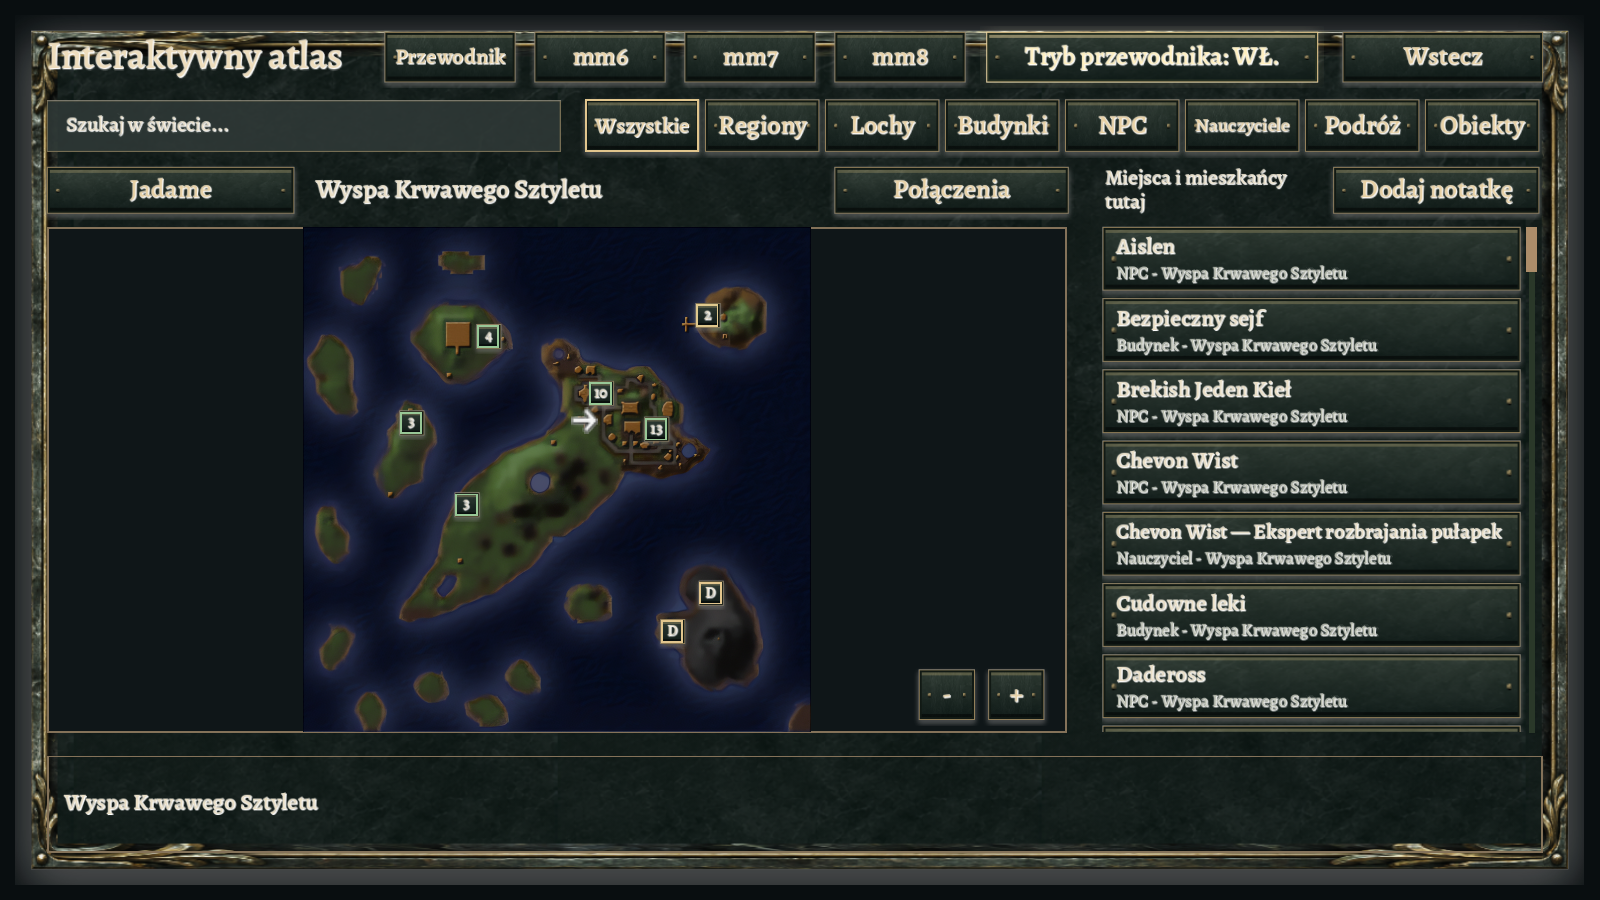 Interaktywny atlas
Przewodnik
mm6
mm7
mm8
Tryb przewodnika: WŁ.
Wstecz
Szukaj w świecie...
Wszystkie
Regiony
Lochy
Budynki
NPC
Nauczyciele
Podróż
Obiekty
Jadame
Wyspa Krwawego Sztyletu
Połączenia
Miejsca i mieszkańcy
tutaj
Dodaj notatkę
2
4
10
3
13
3
D
D
-
+
Aislen
NPC - Wyspa Krwawego Sztyletu
Bezpieczny sejf
Budynek - Wyspa Krwawego Sztyletu
Brekish Jeden Kieł
NPC - Wyspa Krwawego Sztyletu
Chevon Wist
NPC - Wyspa Krwawego Sztyletu
Chevon Wist — Ekspert rozbrajania pułapek
Nauczyciel - Wyspa Krwawego Sztyletu
Cudowne leki
Budynek - Wyspa Krwawego Sztyletu
Dadeross
NPC - Wyspa Krwawego Sztyletu
Wyspa Krwawego Sztyletu